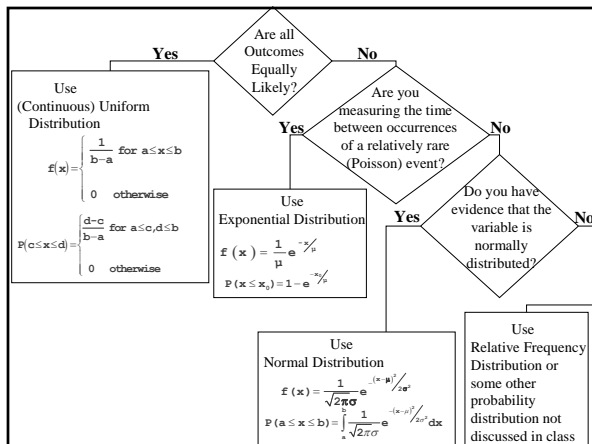 Are all
Outcomes
Equally
Likely?
Yes
No
Use
(Continuous) Uniform
Distribution
f(x)={ 1/(b-a) for a≤x≤b
0 otherwise
P(c≤x≤d)={ (d-c)/(b-a) for a≤c,d≤b
0 otherwise
Are you
measuring the time
between occurrences
of a relatively rare
(Poisson) event?
Yes
No
Use
Exponential Distribution
f(x) = 1/μ e^(-x/μ)
P(x≤x₀)=1-e^(-x₀/μ)
Do you have
evidence that the
variable is
normally
distributed?
Yes
No
Use
Normal Distribution
f(x)= 1/(√2πσ) e^(-(x-μ)²/2σ²)
P(a≤x≤b)=∫ₐᵇ 1/(√2πσ) e^(-(x-μ)²/2σ²)dx
Use
Relative Frequency
Distribution or
some other
probability
distribution not
discussed in class